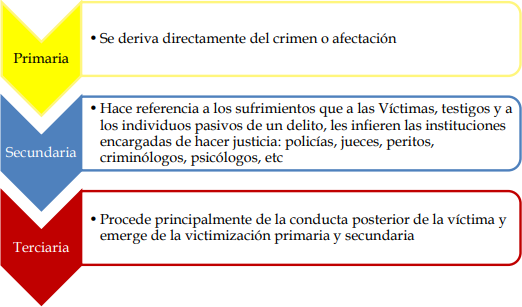 Primaria
• Se deriva directamente del crimen o afectación
Secundaria
• Hace referencia a los sufrimientos que a las Víctimas, testigos y a
los individuos pasivos de un delito, les infieren las instituciones
encargadas de hacer justicia: policías, jueces, peritos,
criminólogos, psicólogos, etc
Terciaria
• Procede principalmente de la conducta posterior de la víctima y
emerge de la victimización primaria y secundaria